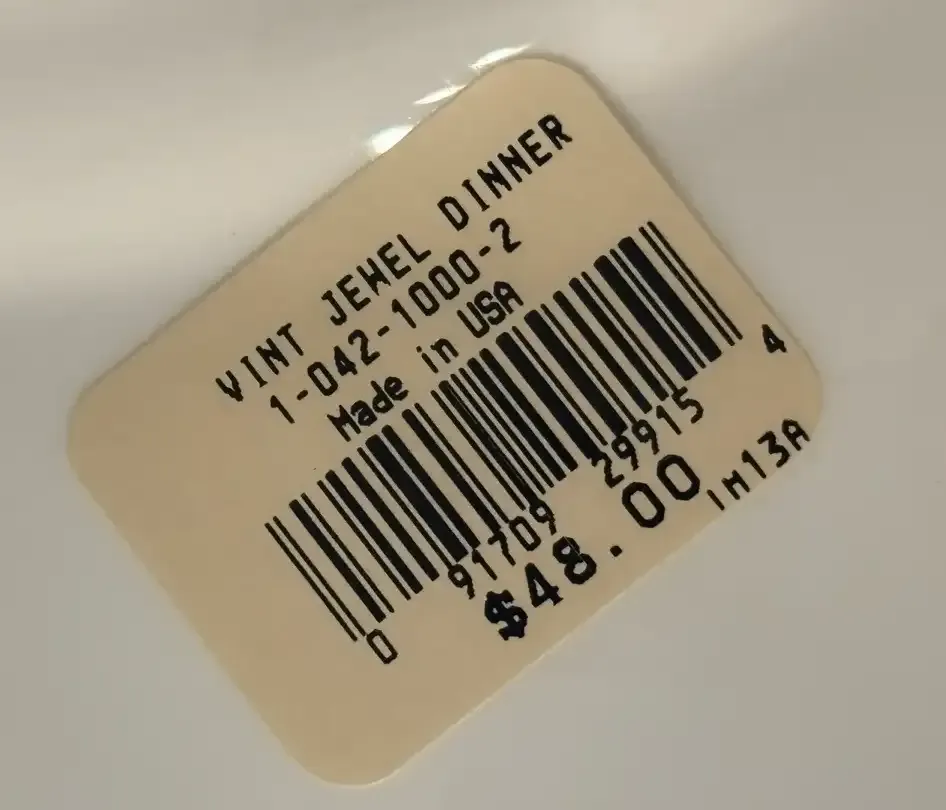 VINT JEWEL DINNER
1-042-1000-2
Made in USA
0 91709 29915 4
$48.00 1M13A